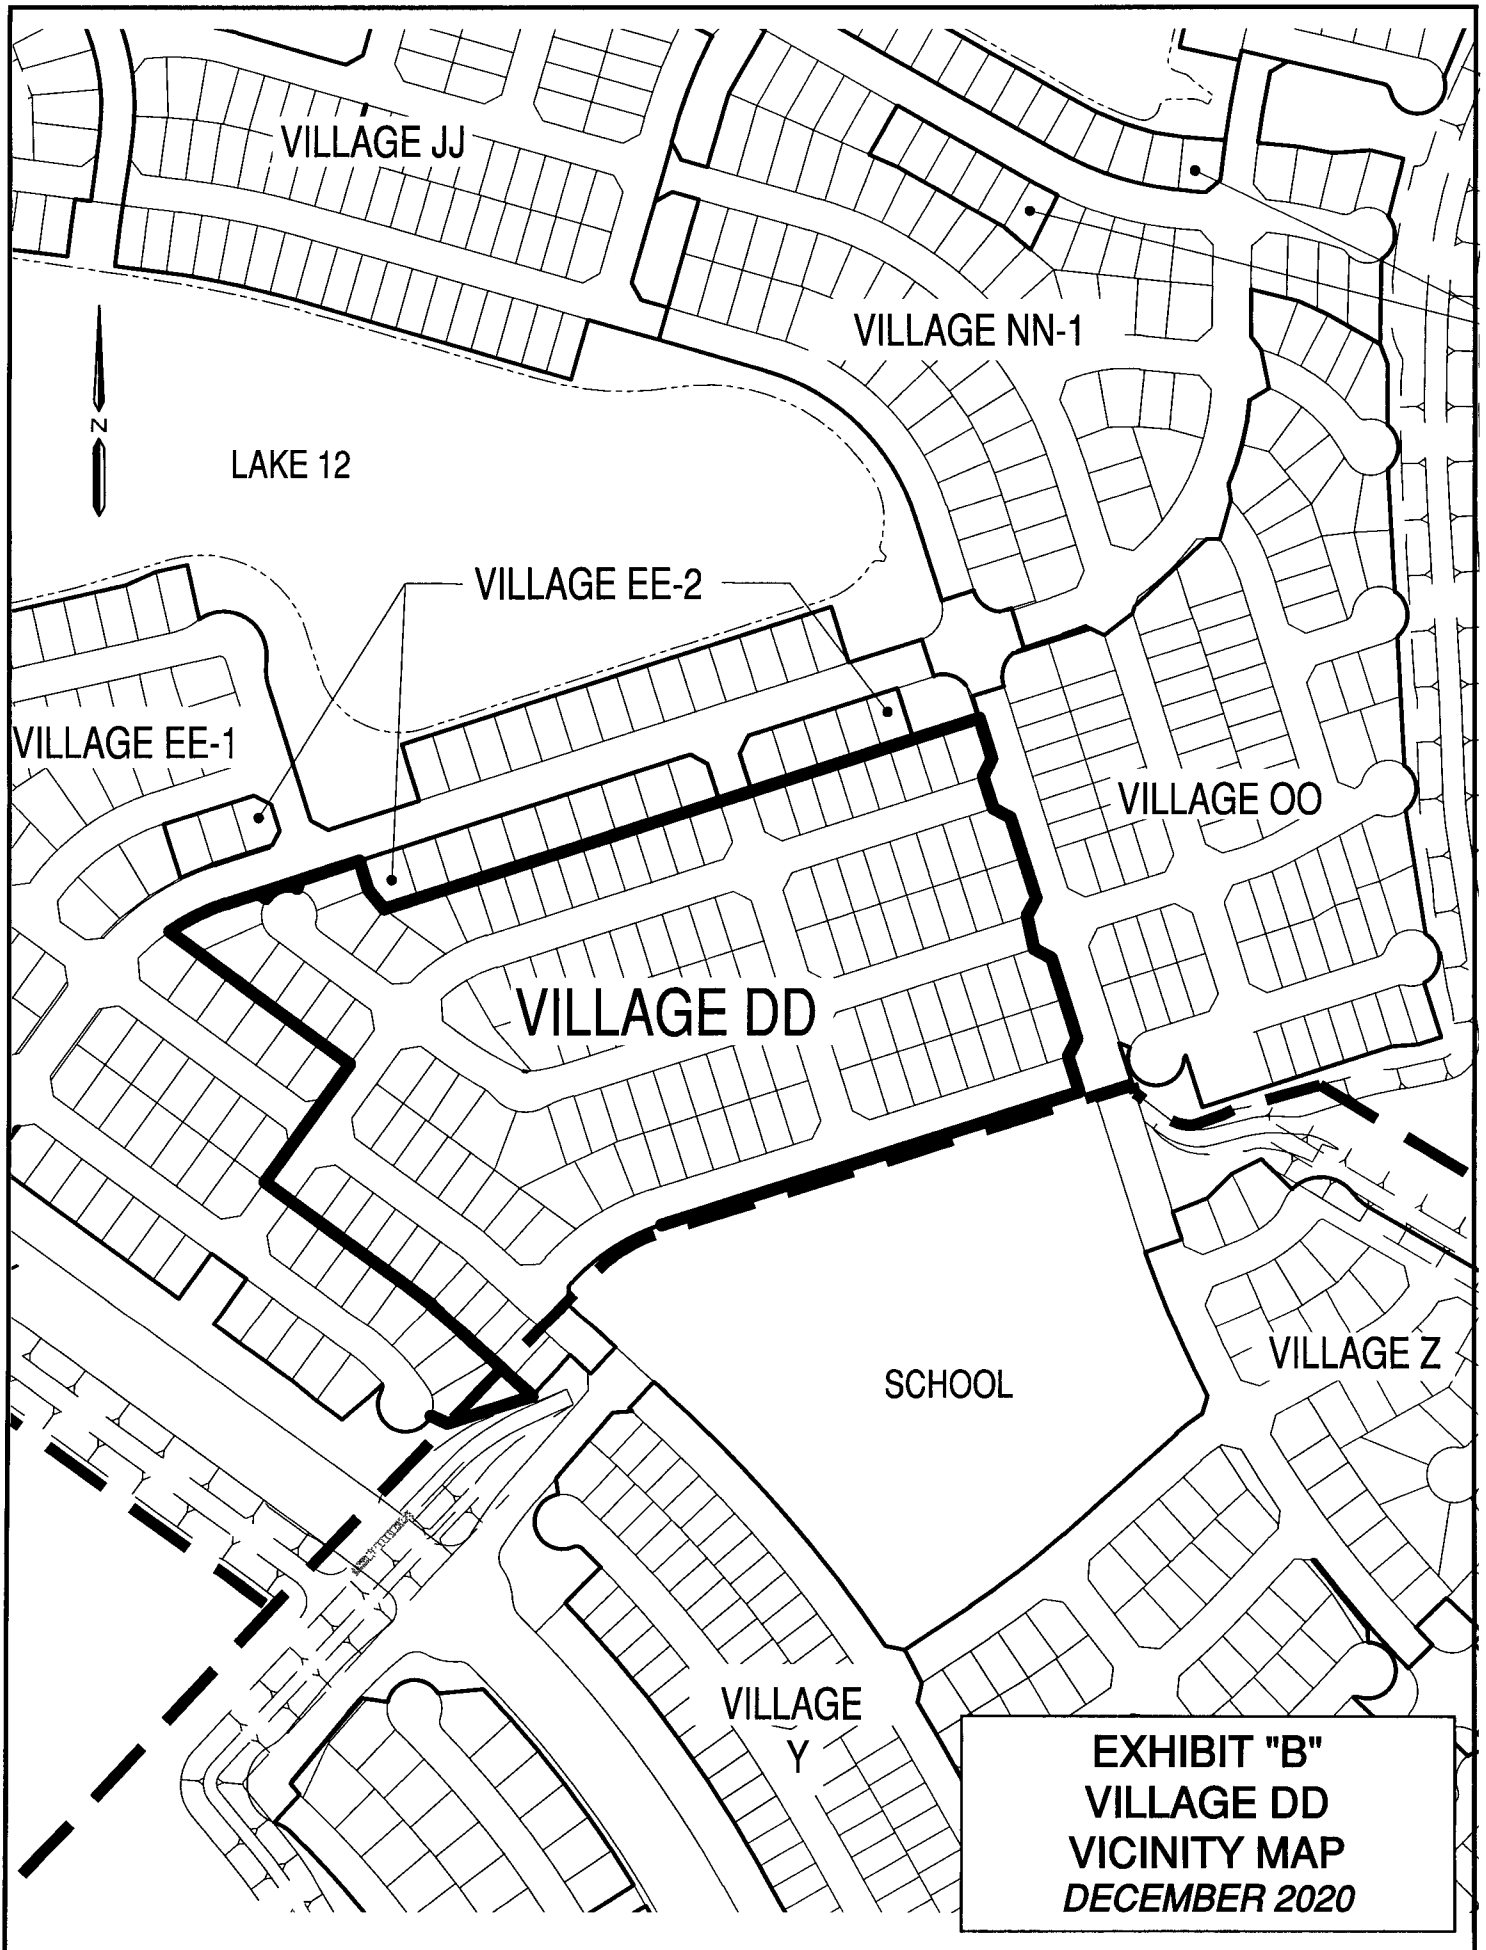 VILLAGE JJ
VILLAGE NN-1
N
LAKE 12
VILLAGE EE-2
VILLAGE EE-1
VILLAGE OO
VILLAGE DD
VILLAGE Z
SCHOOL
VILLAGE
Y
EXHIBIT "B"
VILLAGE DD
VICINITY MAP
DECEMBER 2020